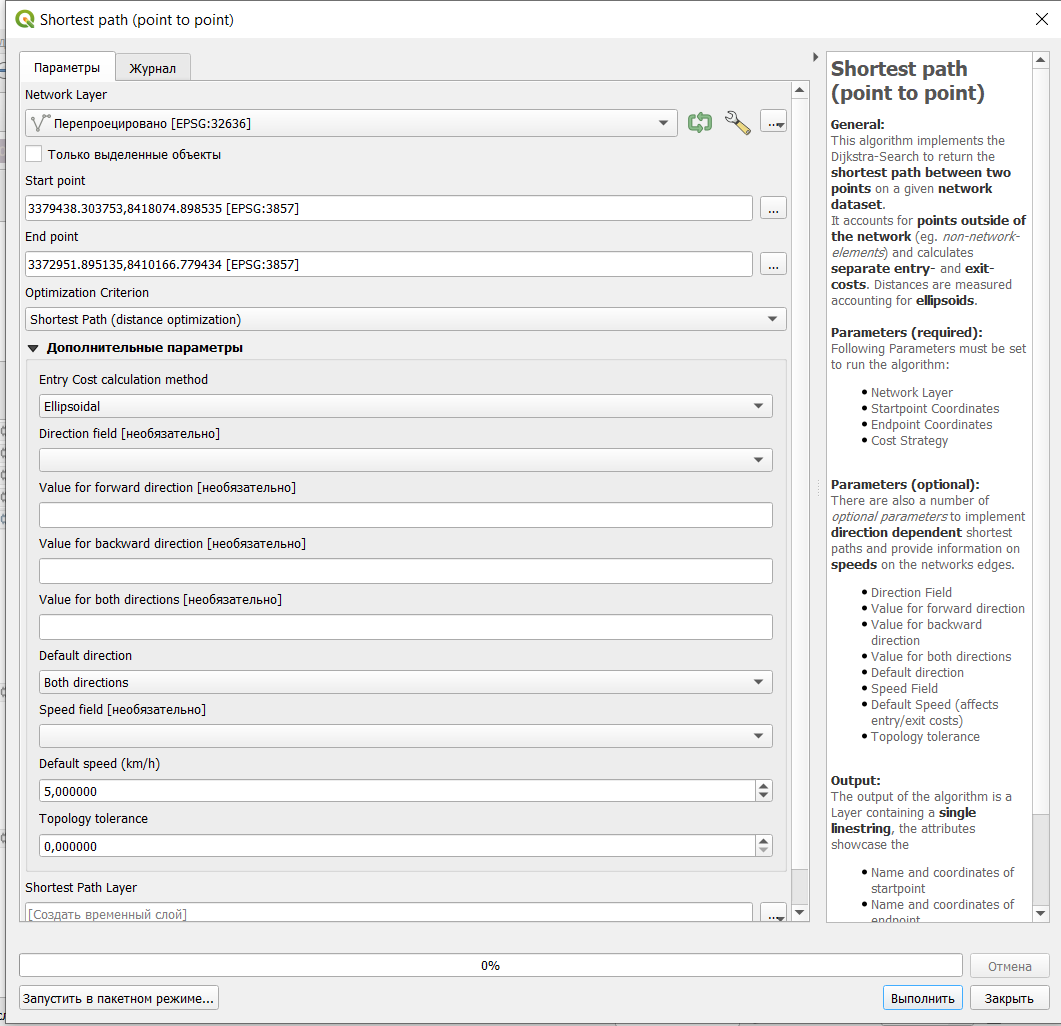 Shortest path (point to point)
Параметры
Журнал
Network Layer
Перепроецировано [EPSG:32636]
...
Только выделенные объекты
Start point
3379438.303753,8418074.898535 [EPSG:3857]
...
End point
3372951.895135,8410166.779434 [EPSG:3857]
...
Optimization Criterion
Shortest Path (distance optimization)
Дополнительные параметры
Entry Cost calculation method
Ellipsoidal
Direction field [необязательно]
Value for forward direction [необязательно]
Value for backward direction [необязательно]
Value for both directions [необязательно]
Default direction
Both directions
Speed field [необязательно]
Default speed (km/h)
5,000000
Topology tolerance
0,000000
Shortest Path Layer
[Создать временный слой]
...
Shortest path
(point to point)
General:
This algorithm implements the
Dijkstra-Search to return the
shortest path between two
points on a given network
dataset.
It accounts for points outside of
the network (eg. non-network-
elements) and calculates
separate entry- and exit-
costs. Distances are measured
accounting for ellipsoids.
Parameters (required):
Following Parameters must be set
to run the algorithm:
• Network Layer
• Startpoint Coordinates
• Endpoint Coordinates
• Cost Strategy
Parameters (optional):
There are also a number of
optional parameters to implement
direction dependent shortest
paths and provide information on
speeds on the networks edges.
• Direction Field
• Value for forward direction
• Value for backward
direction
• Value for both directions
• Default direction
• Speed Field
• Default Speed (affects
entry/exit costs)
• Topology tolerance
Output:
The output of the algorithm is a
Layer containing a single
linestring, the attributes
showcase the
• Name and coordinates of
startpoint
• Name and coordinates of
endpoint
0%
Отмена
Запустить в пакетном режиме...
Выполнить
Закрыть